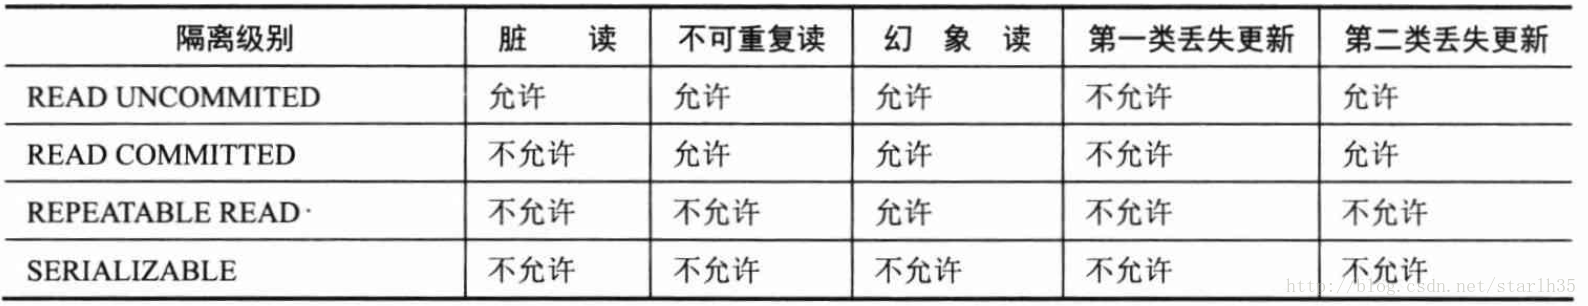 隔离级别 脏 读 不可重复读 幻 象 读 第一类丢失更新 第二类丢失更新
READ UNCOMMITED 允许 允许 允许 不允许 允许
READ COMMITTED 不允许 允许 允许 不允许 允许
REPEATABLE READ 不允许 不允许 允许 不允许 不允许
SERIALIZABLE 不允许 不允许 不允许 不允许 不允许
http://blog.csdn.net/starlh35